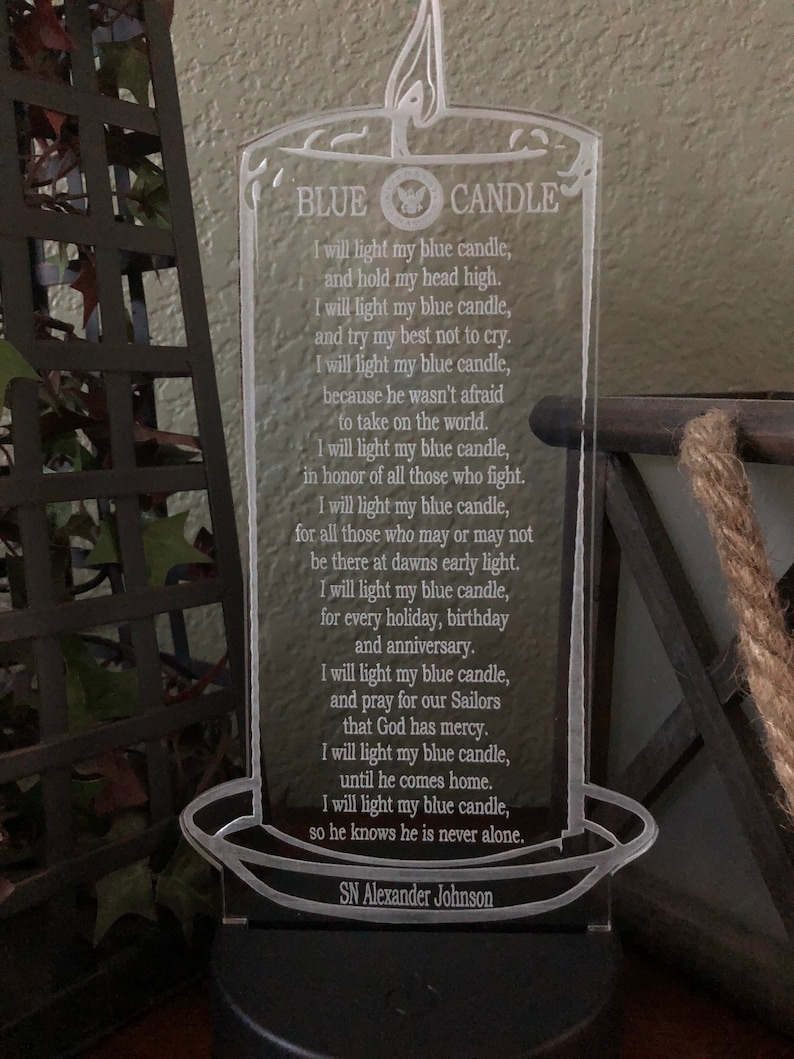 BLUE CANDLE
I will light my blue candle,
and hold my head high.
I will light my blue candle,
and try my best not to cry.
I will light my blue candle,
because he wasn't afraid
to take on the world.
I will light my blue candle,
in honor of all those who fight.
I will light my blue candle,
for all those who may or may not
be there at dawns early light.
I will light my blue candle,
for every holiday, birthday
and anniversary.
I will light my blue candle,
and pray for our Sailors
that God has mercy.
I will light my blue candle,
until he comes home.
I will light my blue candle,
so he knows he is never alone.
SN Alexander Johnson